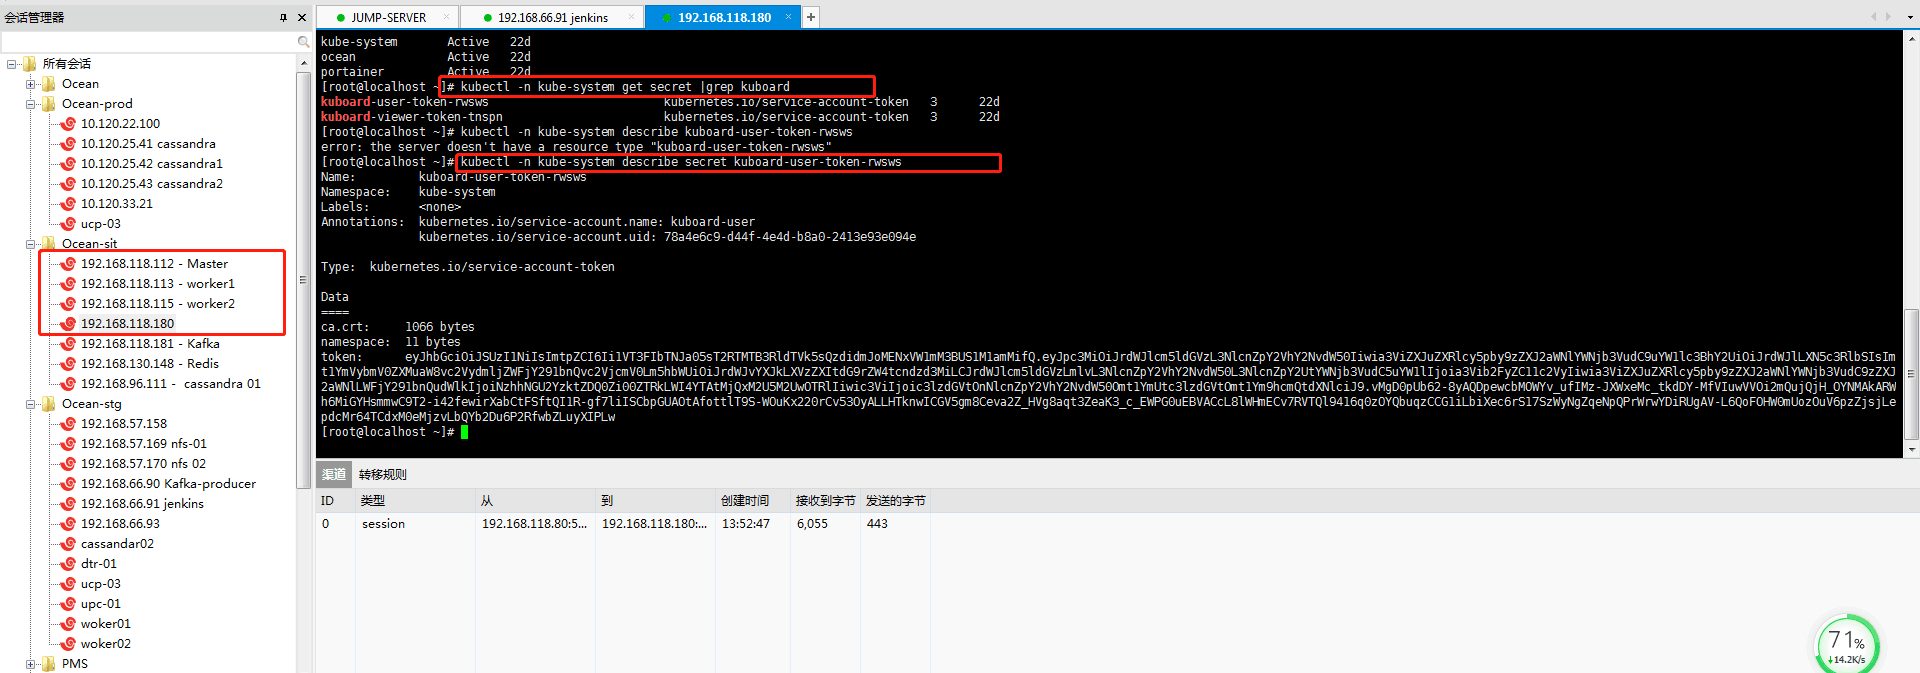 会话管理器
所有会话
Ocean
Ocean-prod
10.120.22.100
10.120.25.41 cassandra
10.120.25.42 cassandra1
10.120.25.43 cassandra2
10.120.33.21
ucp-03
Ocean-sit
192.168.118.112 - Master
192.168.118.113 - worker1
192.168.118.115 - worker2
192.168.118.180
192.168.118.181 - Kafka
192.168.130.148 - Redis
192.168.96.111 - cassandra 01
Ocean-stg
192.168.57.158
192.168.57.169 nfs-01
192.168.57.170 nfs 02
192.168.66.90 Kafka-producer
192.168.66.91 jenkins
192.168.66.93
cassandar02
dtr-01
ucp-03
upc-01
woker01
woker02
PMS
JUMP-SERVER
192.168.66.91 jenkins
192.168.118.180
kube-system Active 22d
ocean Active 22d
portainer Active 22d
[root@localhost ~]# kubectl -n kube-system get secret |grep kuboard
kuboard-user-token-rwsws kubernetes.io/service-account-token 3 22d
kuboard-viewer-token-tnspn kubernetes.io/service-account-token 3 22d
[root@localhost ~]# kubectl -n kube-system describe kuboard-user-token-rwsws
error: the server doesn't have a resource type "kuboard-user-token-rwsws"
[root@localhost ~]# kubectl -n kube-system describe secret kuboard-user-token-rwsws
Name: kuboard-user-token-rwsws
Namespace: kube-system
Labels: <none>
Annotations: kubernetes.io/service-account.name: kuboard-user
kubernetes.io/service-account.uid: 78a4e6c9-d44f-4e4d-b8a0-2413e93e094e
Type: kubernetes.io/service-account-token
Data
====
ca.crt: 1066 bytes
namespace: 11 bytes
token:
[root@localhost ~]#
渠道 转移规则
ID 类型 从 到 创建时间 接收到字节 发送的字节
0 session 192.168.118.80:5... 192.168.118.180:... 13:52:47 6,055 443
71%
↓14.2K/s